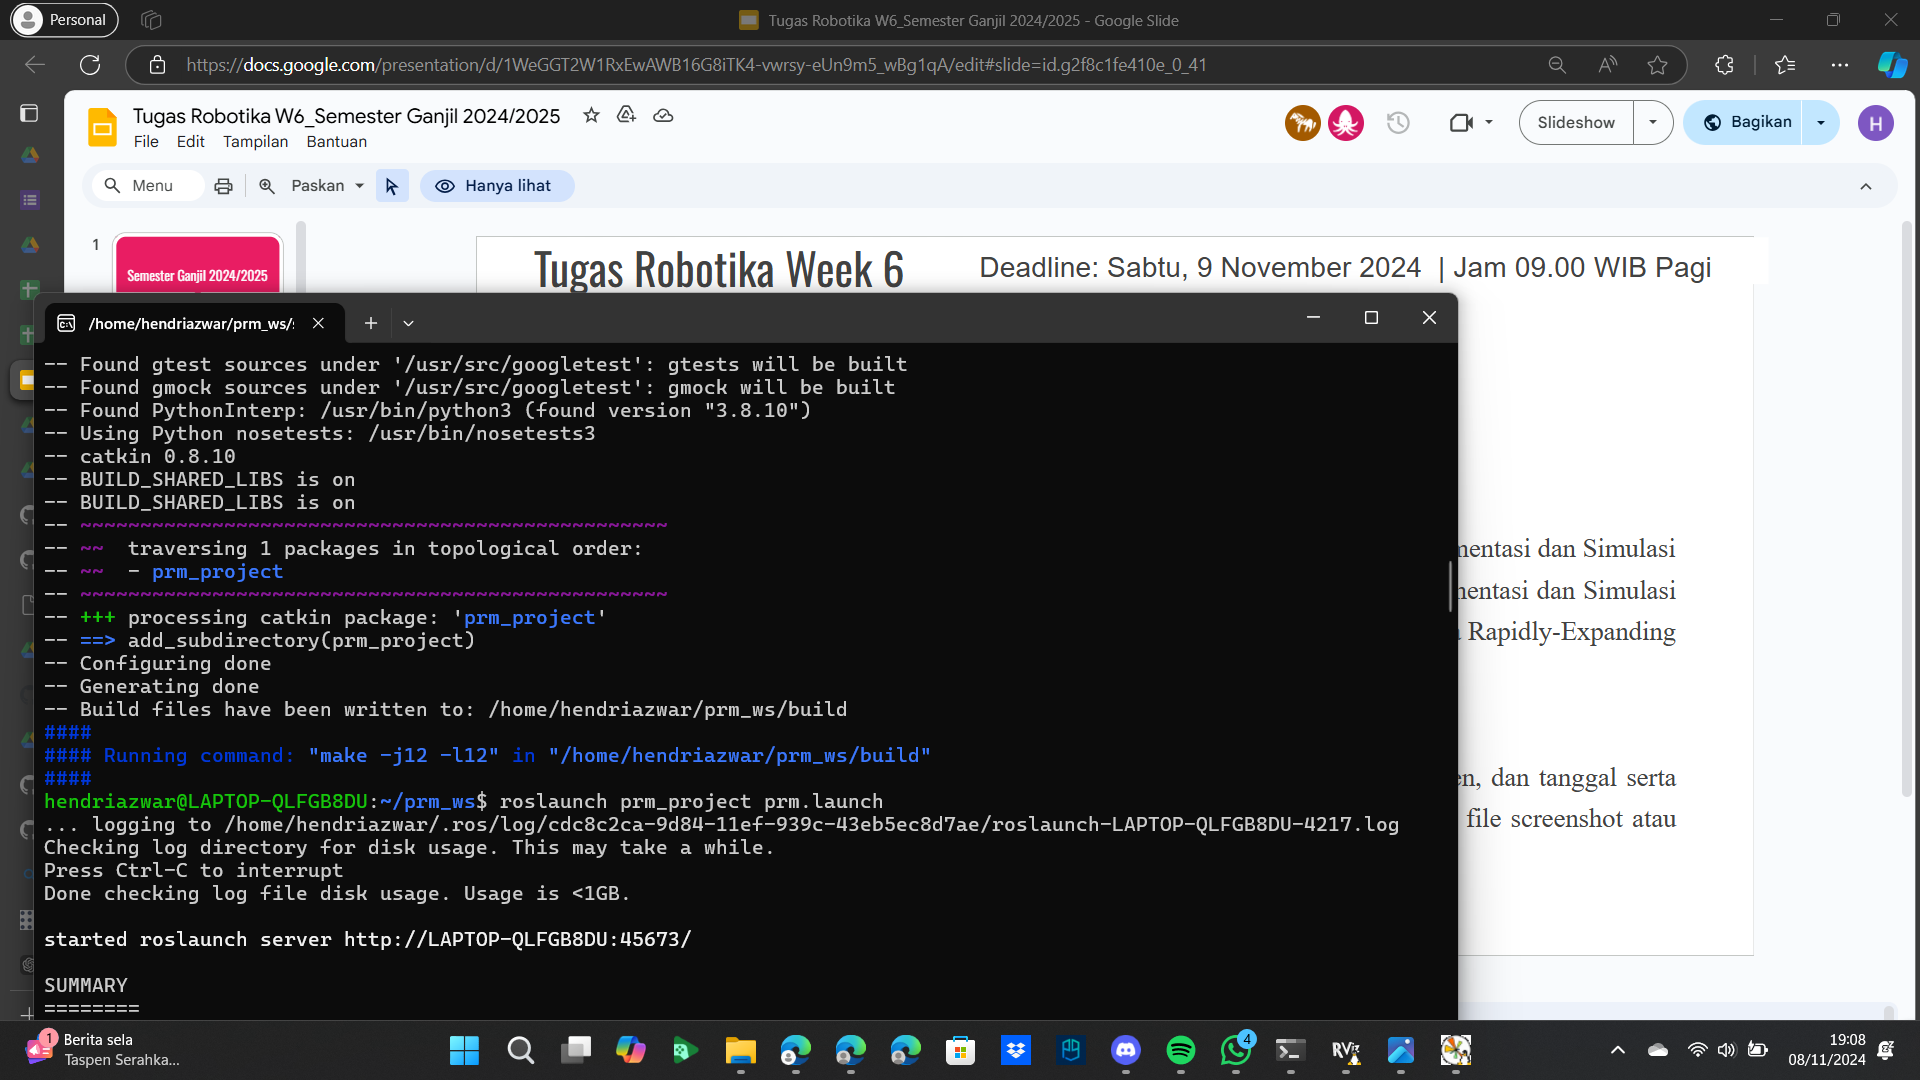 Personal
Tugas Robotika W6_Semester Ganjil 2024/2025 - Google Slide
https://docs.google.com/presentation/d/1WeGGT2W1RxEwAWB16G8iTK4-vwrsy-eUn9m5_wBg1qA/edit#slide=id.g2f8c1fe410e_0_41
Tugas Robotika W6_Semester Ganjil 2024/2025
File Edit Tampilan Bantuan
Slideshow
Bagikan
H
Menu
Paskan
Hanya lihat
1
Semester Ganjil 2024/2025
Tugas Robotika Week 6
Deadline: Sabtu, 9 November 2024 | Jam 09.00 WIB Pagi
/home/hendriazwar/prm_ws/
-- Found gtest sources under '/usr/src/googletest': gtests will be built
-- Found gmock sources under '/usr/src/googletest': gmock will be built
-- Found PythonInterp: /usr/bin/python3 (found version "3.8.10")
-- Using Python nosetests: /usr/bin/nosetests3
-- catkin 0.8.10
-- BUILD_SHARED_LIBS is on
-- BUILD_SHARED_LIBS is on
-- ~~~~~~~~~~~~~~~~~~~~~~~~~~~~~~~~~~~~~~~~~~~~~~~~~
-- ~~  traversing 1 packages in topological order:
-- ~~  - prm_project
-- ~~~~~~~~~~~~~~~~~~~~~~~~~~~~~~~~~~~~~~~~~~~~~~~~~
-- +++ processing catkin package: 'prm_project'
-- ==> add_subdirectory(prm_project)
-- Configuring done
-- Generating done
-- Build files have been written to: /home/hendriazwar/prm_ws/build
####
#### Running command: "make -j12 -l12" in "/home/hendriazwar/prm_ws/build"
####
hendriazwar@LAPTOP-QLFGB8DU:~/prm_ws$ roslaunch prm_project prm.launch
... logging to /home/hendriazwar/.ros/log/cdc8c2ca-9d84-11ef-939c-43eb5ec8d7ae/roslaunch-LAPTOP-QLFGB8DU-4217.log
Checking log directory for disk usage. This may take a while.
Press Ctrl-C to interrupt
Done checking log file disk usage. Usage is <1GB.
started roslaunch server http://LAPTOP-QLFGB8DU:45673/
SUMMARY
========
mentasi dan Simulasi
mentasi dan Simulasi
Rapidly-Expanding
en, dan tanggal serta
file screenshot atau
1
Berita sela
Taspen Serahka...
4
RViz
19:08
08/11/2024